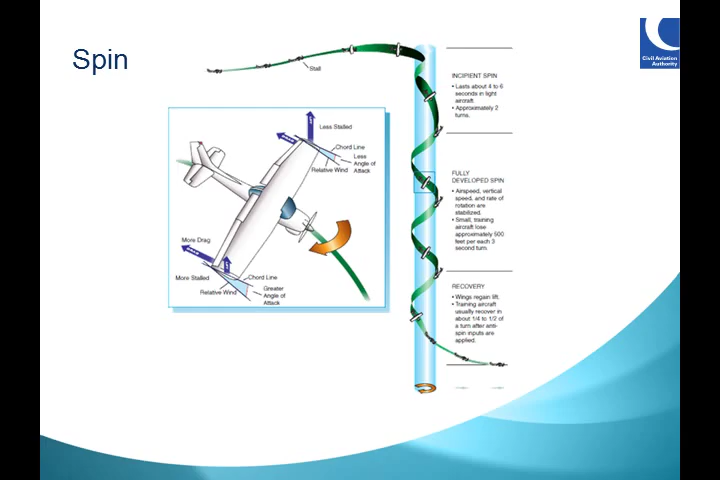 Spin
Civil Aviation
Authority
Stall
INCIPIENT SPIN
• Lasts about 4 to 6
seconds in light
aircraft.
• Approximately 2
turns.
Less Stalled
Chord Line
Less
Angle of
Attack
Relative Wind
More Drag
More Stalled
Chord Line
Relative Wind
Greater
Angle of
Attack
FULLY
DEVELOPED SPIN
• Airspeed, vertical
speed, and rate of
rotation are
stabilized.
• Small, training
aircraft lose
approximately 500
feet per each 3
second turn.
RECOVERY
• Wings regain lift.
• Training aircraft
usually recover in
about 1/4 to 1/2 of
a turn after anti-
spin inputs are
applied.